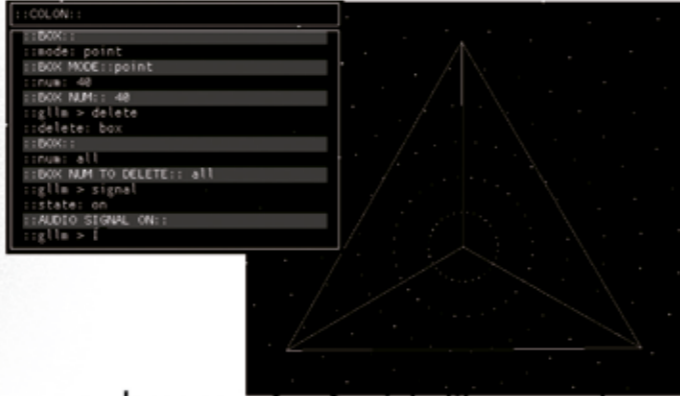 ::COLON::
::BOX::
::mode: point
::BOX MODE::point
::num: 40
::BOX NUM:: 40
::gllm > delete
::delete: box
::BOX::
::num: all
::BOX NUM TO DELETE:: all
::gllm > signal
::state: on
::AUDIO SIGNAL ON::
::gllm > [